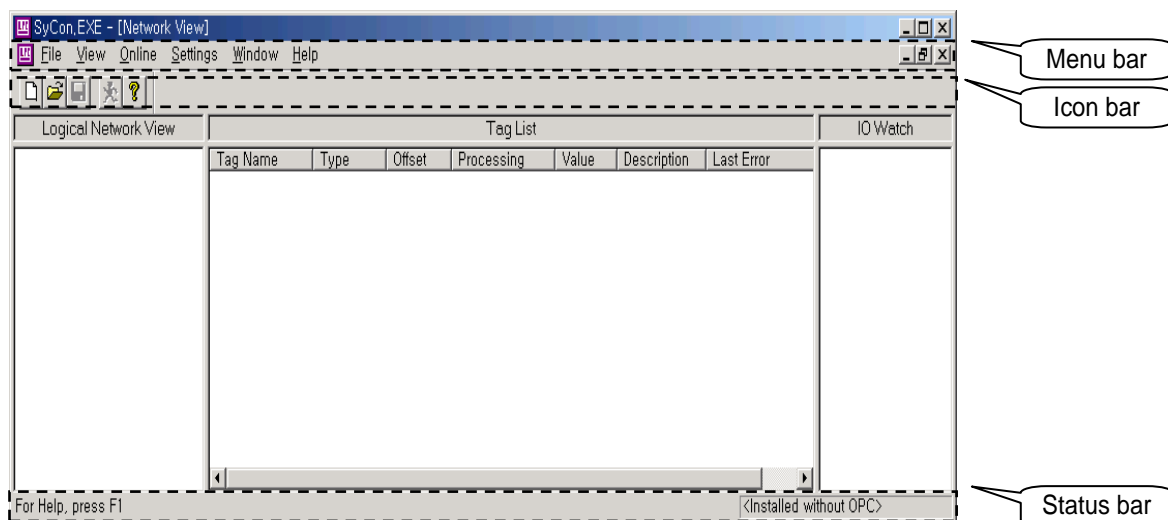 SyCon.EXE - [Network View]
File View Online Settings Window Help
Menu bar
Icon bar
Logical Network View Tag List IO Watch
Tag Name Type Offset Processing Value Description Last Error
For Help, press F1 <Installed without OPC>
Status bar